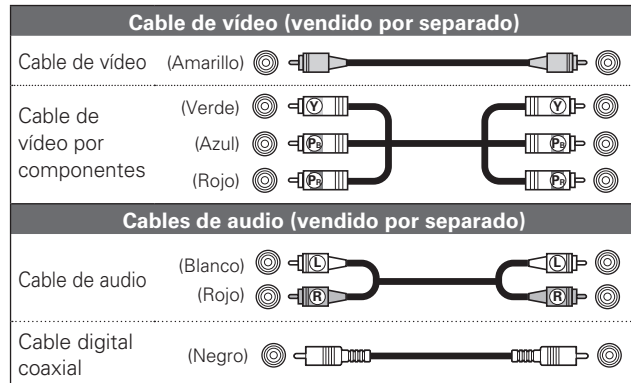 Cable de vídeo (vendido por separado)
Cable de vídeo (Amarillo)
Cable de vídeo por componentes
(Verde) Y Y
(Azul) PB PB
(Rojo) PR PR
Cables de audio (vendido por separado)
Cable de audio
(Blanco) L L
(Rojo) R R
Cable digital coaxial
(Negro)